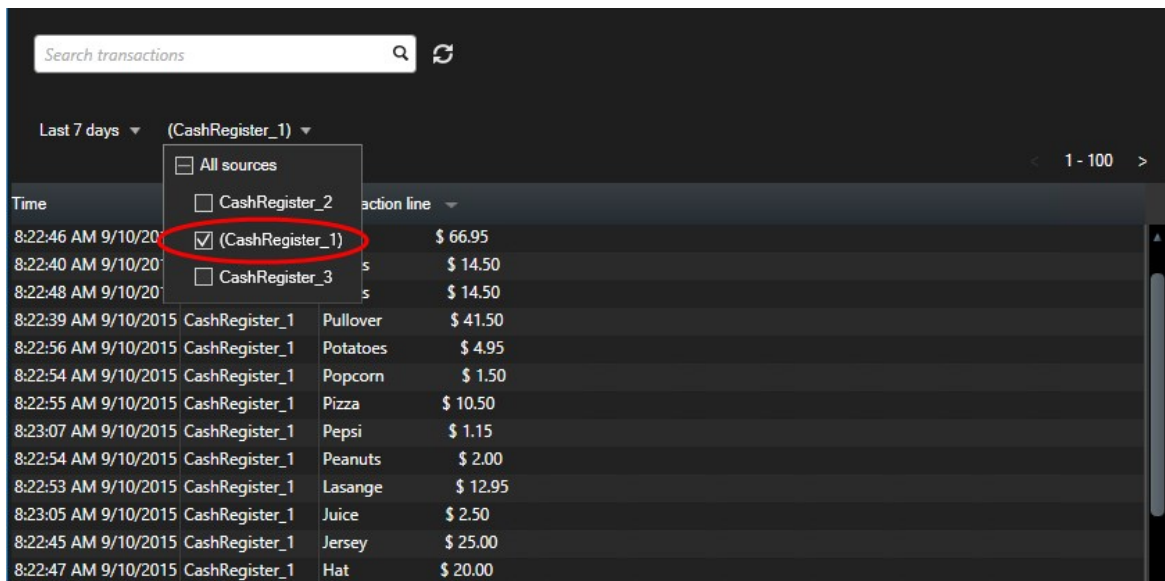 Search transactions
Last 7 days (CashRegister_1)
All sources
1 - 100 >
CashRegister_2
Time action line
(CashRegister_1)
8:22:46 AM 9/10/20 $ 66.95
8:22:40 AM 9/10/20 s $ 14.50
CashRegister_3
8:22:48 AM 9/10/201 s $ 14.50
8:22:39 AM 9/10/2015 CashRegister_1 Pullover $ 41.50
8:22:56 AM 9/10/2015 CashRegister_1 Potatoes $ 4.95
8:22:54 AM 9/10/2015 CashRegister_1 Popcorn $ 1.50
8:22:55 AM 9/10/2015 CashRegister_1 Pizza $ 10.50
8:23:07 AM 9/10/2015 CashRegister_1 Pepsi $ 1.15
8:22:54 AM 9/10/2015 CashRegister_1 Peanuts $ 2.00
8:22:53 AM 9/10/2015 CashRegister_1 Lasange $ 12.95
8:23:05 AM 9/10/2015 CashRegister_1 Juice $ 2.50
8:22:45 AM 9/10/2015 CashRegister_1 Jersey $ 25.00
8:22:47 AM 9/10/2015 CashRegister_1 Hat $ 20.00